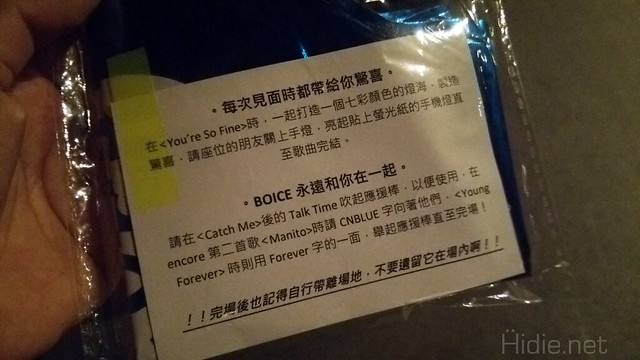 。每次見面時都帶給你驚喜。
在<You're So Fine>時，一起打造一個七彩顏色的燈海，製造
驚喜，請座位的朋友關上手燈，亮起貼上螢光紙的手機燈直
至歌曲完結。
。BOICE 永遠和你在一起。
請在<Catch Me>後的 Talk Time 吹起應援棒，以便使用，在
encore 第二首歌<Manito>時請 CNBLUE 字向著他們，<Young
Forever>時則用 Forever 字的一面，舉起應援棒直至完場！
！！完場後也記得自行帶離場地，不要遺留它在場內啊！！
Hidie.net